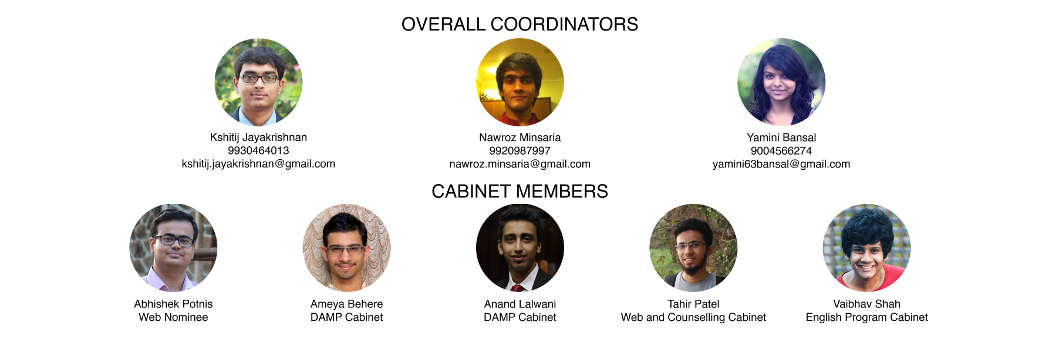 OVERALL COORDINATORS
Kshitij Jayakrishnan
9930464013
kshitij.jayakrishnan@gmail.com
Nawroz Minsaria
9920987997
nawroz.minsaria@gmail.com
Yamini Bansal
9004566274
yamini63bansal@gmail.com
CABINET MEMBERS
Abhishek Potnis
Web Nominee
Ameya Behere
DAMP Cabinet
Anand Lalwani
DAMP Cabinet
Tahir Patel
Web and Counselling Cabinet
Vaibhav Shah
English Program Cabinet